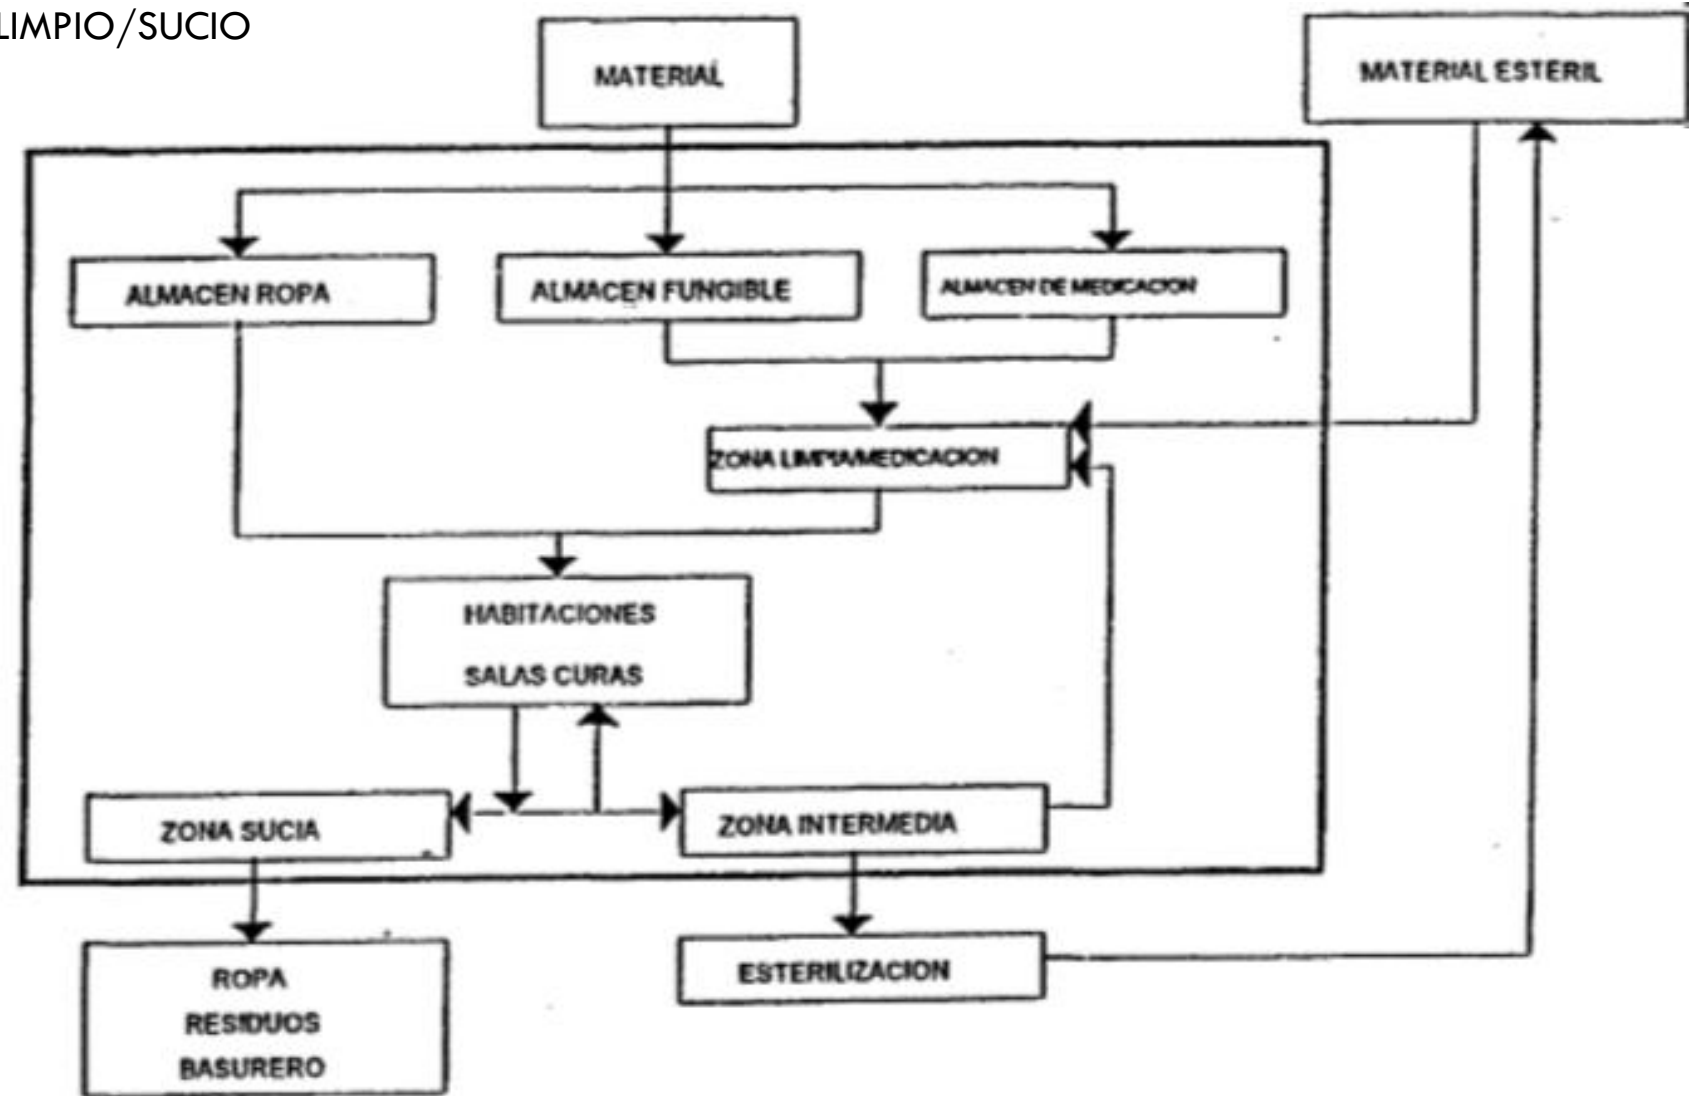 LIMPIO/SUCIO
MATERIAL
MATERIAL ESTERIL
ALMACEN ROPA
ALMACEN FUNGIBLE
ALMACEN DE MEDICACION
ZONA LIMPIA/MEDICACION
HABITACIONES
SALAS CURAS
ZONA SUCIA
ZONA INTERMEDIA
ROPA
RESIDUOS
BASURERO
ESTERILIZACION